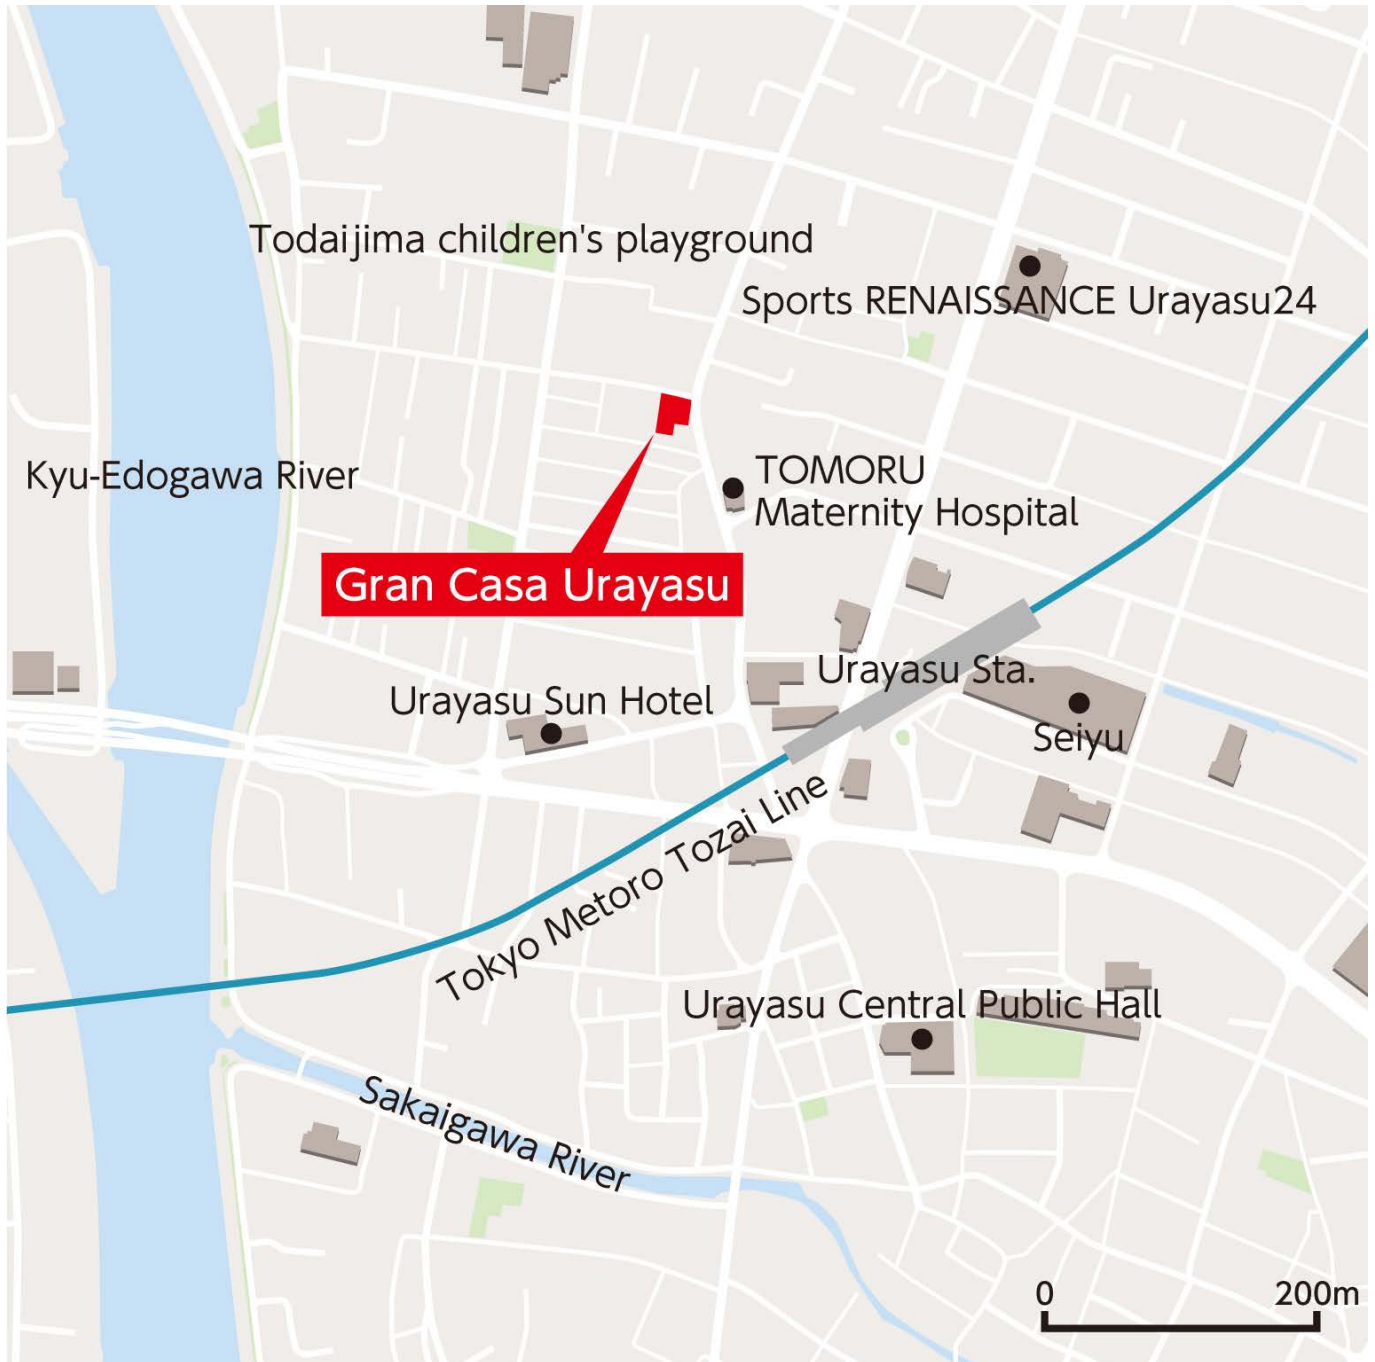 Todaijima children's playground
Sports RENAISSANCE Urayasu24
Kyu-Edogawa River
TOMORU
Maternity Hospital
Gran Casa Urayasu
Urayasu Sta.
Urayasu Sun Hotel
Seiyu
Tokyo Metoro Tozai Line
Urayasu Central Public Hall
Sakaigawa River
0 200m